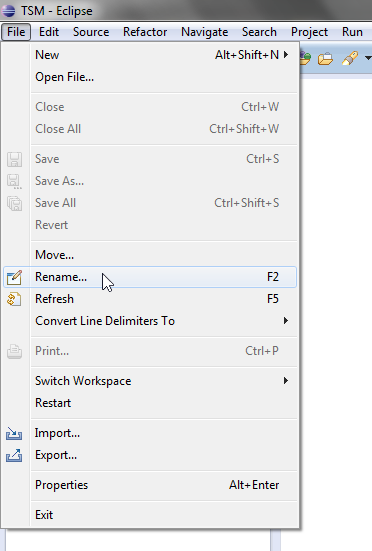 TSM - Eclipse
File Edit Source Refactor Navigate Search Project Run
New Alt+Shift+N
Open File...
Close Ctrl+W
Close All Ctrl+Shift+W
Save Ctrl+S
Save As...
Save All Ctrl+Shift+S
Revert
Move...
Rename... F2
Refresh F5
Convert Line Delimiters To
Print... Ctrl+P
Switch Workspace
Restart
Import...
Export...
Properties Alt+Enter
Exit